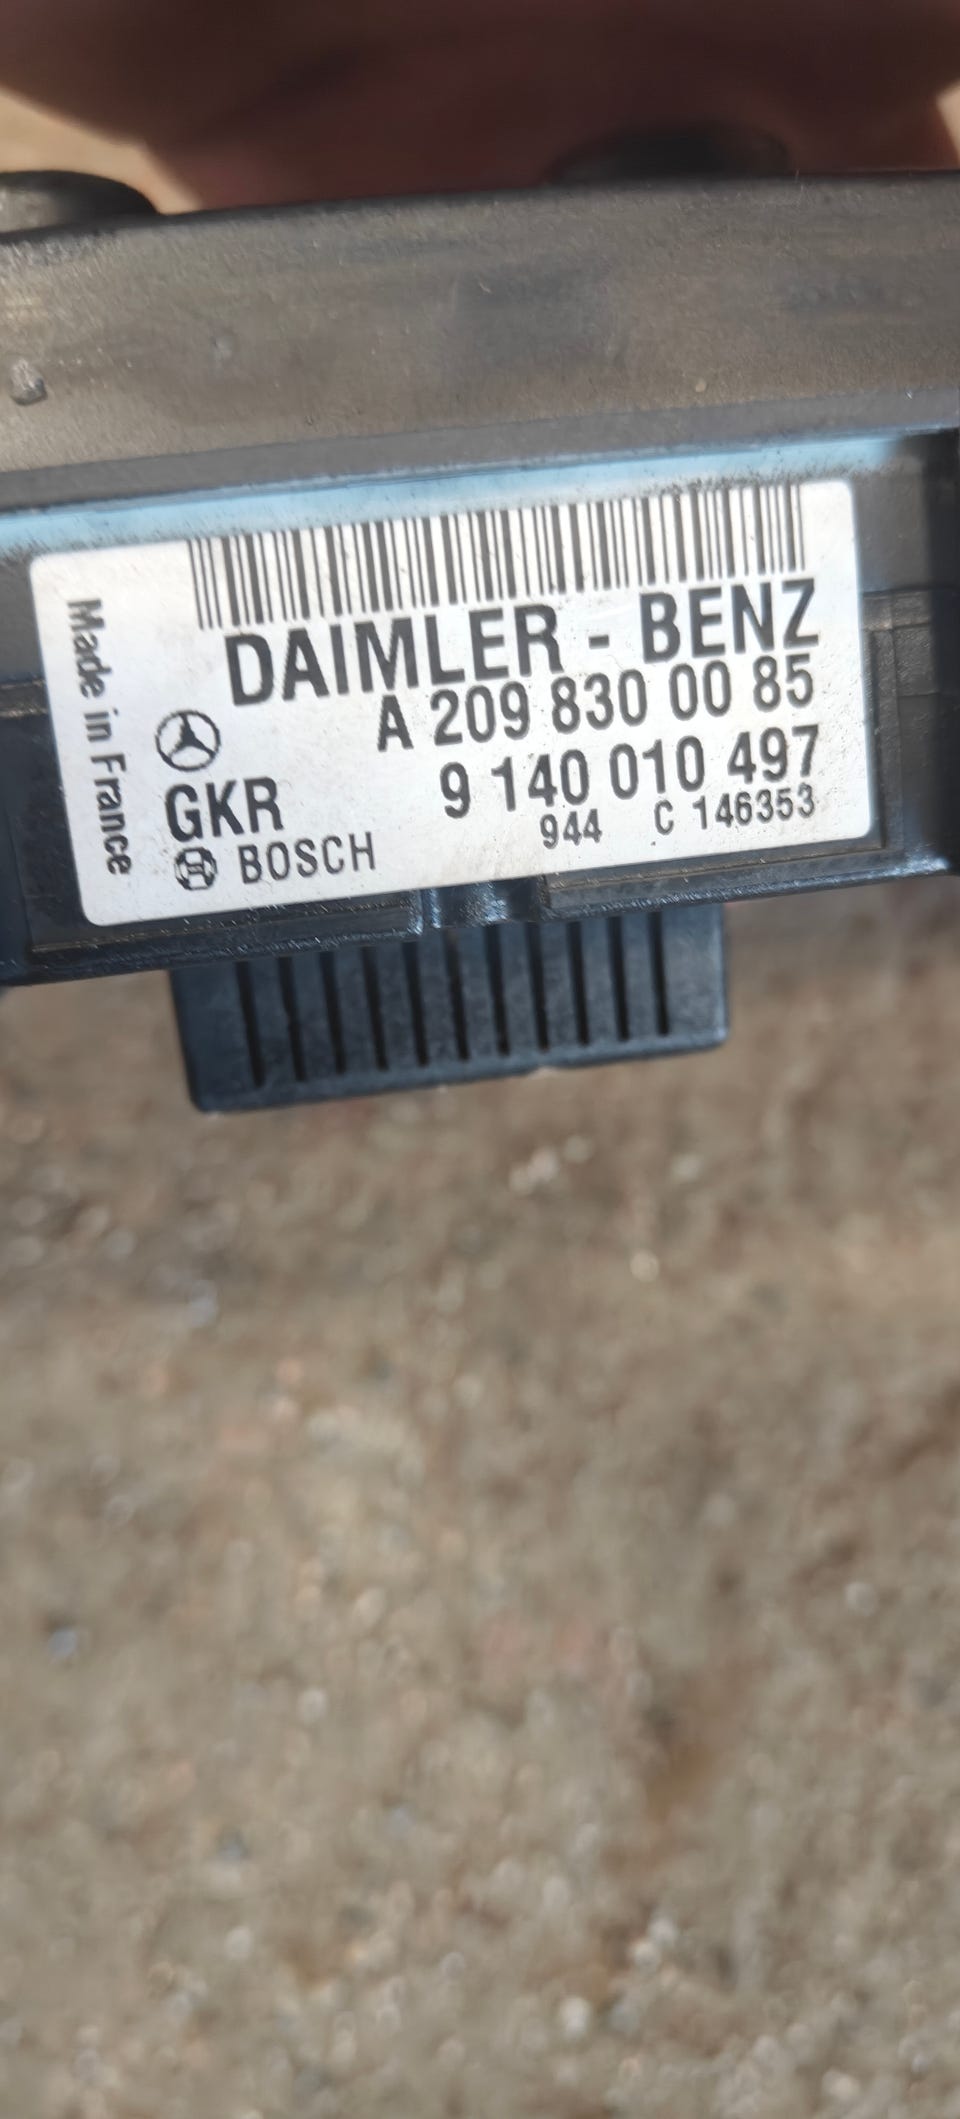 Made in France
DAIMLER - BENZ
A 209 830 00 85
GKR 9 140 010 497
BOSCH 944 C 146353